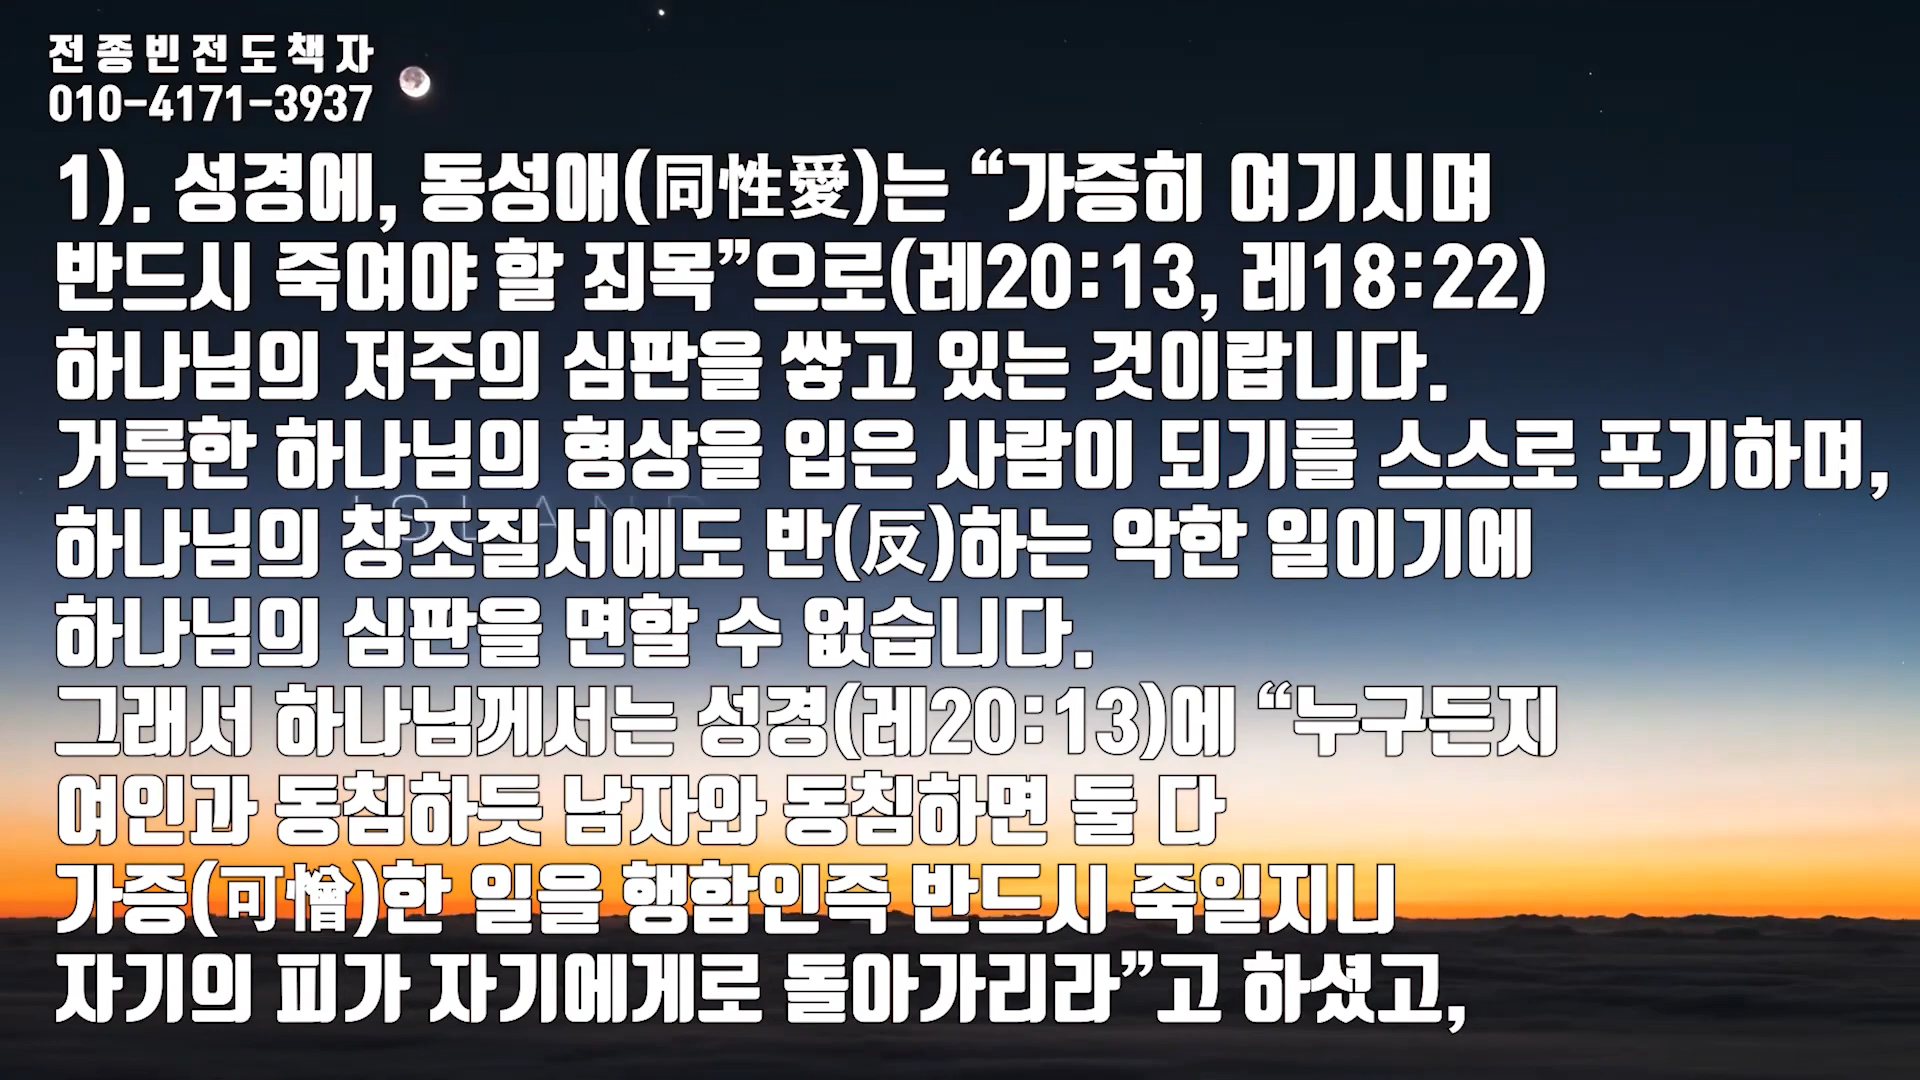 전종빈전도책자
010-4171-3937
1). 성경에, 동성애(同性愛)는 “가증히 여기시며
반드시 죽여야 할 죄목”으로(레20:13, 레18:22)
하나님의 저주의 심판을 쌓고 있는 것이랍니다.
거룩한 하나님의 형상을 입은 사람이 되기를 스스로 포기하며,
ISLAND
하나님의 창조질서에도 반(反)하는 악한 일이기에
하나님의 심판을 면할 수 없습니다.
그래서 하나님께서는 성경(레20:13)에 “누구든지
여인과 동침하듯 남자와 동침하면 둘 다
가증(可憎)한 일을 행함인즉 반드시 죽일지니
자기의 피가 자기에게로 돌아가리라”고 하셨고,